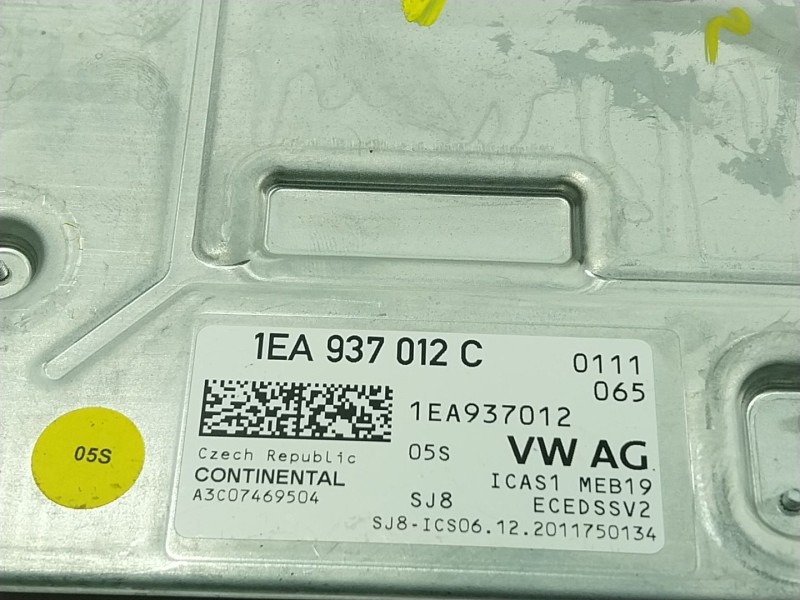 1EA 937 012 C
0111
065
1EA937012
05S
VW AG
Czech Republic
CONTINENTAL
A3C07469504
ICAS1 MEB19
SJ8
ECEDSSV2
SJ8-ICS06.12.2011750134
05S